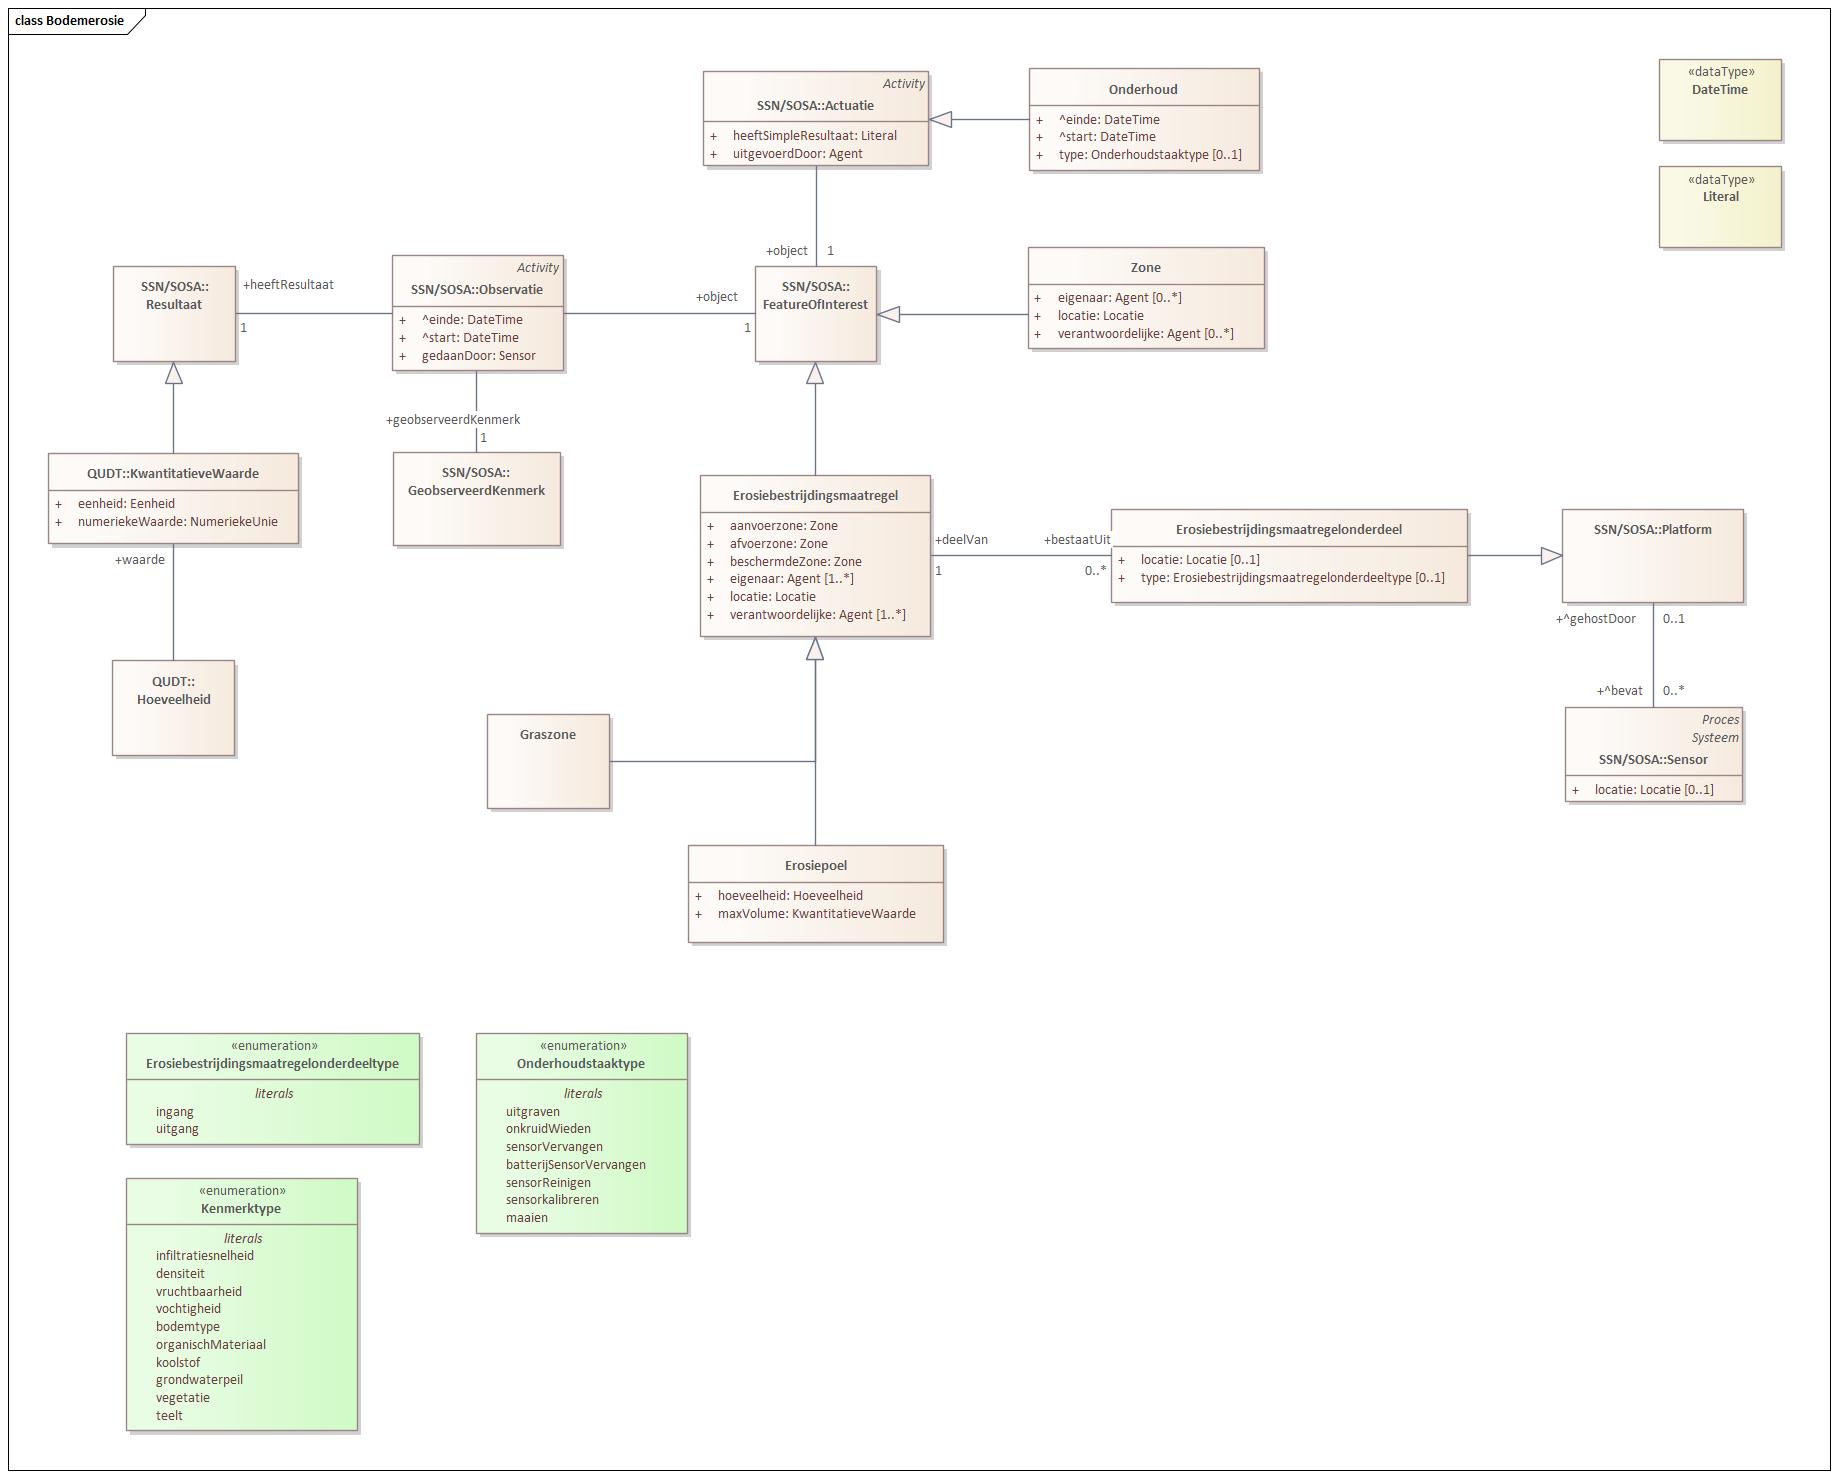 class Bodemerosie
Activity
SSN/SOSA::Actuatie
+ heeftSimpleResultaat: Literal
+ uitgevoerdDoor: Agent
Onderhoud
+ ^einde: DateTime
+ ^start: DateTime
+ type: Onderhoudstaaktype [0..1]
«dataType»
DateTime
«dataType»
Literal
+object
1
SSN/SOSA::
Resultaat
+heeftResultaat
1
Activity
SSN/SOSA::Observatie
+ ^einde: DateTime
+ ^start: DateTime
+ gedaanDoor: Sensor
+object
1
SSN/SOSA::
FeatureOfInterest
Zone
+ eigenaar: Agent [0..*]
+ locatie: Locatie
+ verantwoordelijke: Agent [0..*]
+geobserveerdKenmerk
1
SSN/SOSA::
GeobserveerdKenmerk
QUDT::KwantitatieveWaarde
+ eenheid: Eenheid
+ numeriekeWaarde: NumeriekeUnie
+waarde
QUDT::
Hoeveelheid
Erosiebestrijdingsmaatregel
+ aanvoerzone: Zone
+ afvoerzone: Zone
+ beschermdeZone: Zone
+ eigenaar: Agent [1..*]
+ locatie: Locatie
+ verantwoordelijke: Agent [1..*]
+deelVan
1
+bestaatUit
0..*
Erosiebestrijdingsmaatregelonderdeel
+ locatie: Locatie [0..1]
+ type: Erosiebestrijdingsmaatregelonderdeeltype [0..1]
SSN/SOSA::Platform
+^gehostDoor
0..1
+^bevat
0..*
Proces
Systeem
SSN/SOSA::Sensor
+ locatie: Locatie [0..1]
Graszone
Erosiepoel
+ hoeveelheid: Hoeveelheid
+ maxVolume: KwantitatieveWaarde
«enumeration»
Erosiebestrijdingsmaatregelonderdeeltype
literals
ingang
uitgang
«enumeration»
Onderhoudstaaktype
literals
uitgraven
onkruidWieden
sensorVervangen
batterijSensorVervangen
sensorReinigen
sensorkalibreren
maaien
«enumeration»
Kenmerktype
literals
infiltratiesnelheid
densiteit
vruchtbaarheid
vochtigheid
bodemtype
organischMateriaal
koolstof
grondwaterpeil
vegetatie
teelt